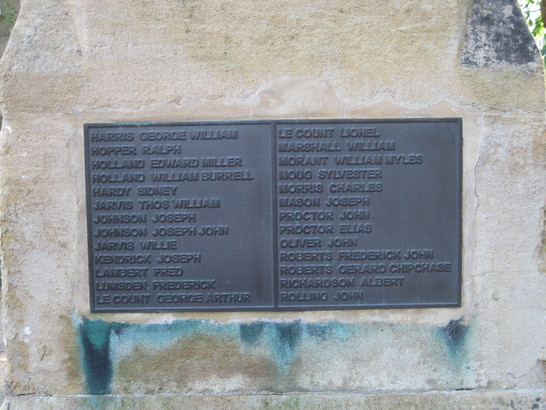 HARRIS GEORGE WILLIAM
HOPPER RALPH
HOLLAND EDWARD MILLER
HOLLAND WILLIAM BURRELL
HARDY SIDNEY
JARVIS THOS WILLIAM
JOHNSON JOSEPH
JOHNSON JOSEPH JOHN
JARVIS WILLIE
KENDRICK JOSEPH
LAMBERT FRED
LUMSDEN FREDERICK
LE COUNT GEORGE ARTHUR
LE COUNT LIONEL
MARSHALL WILLIAM
MORANT WILLIAM MYLES
MOUG SYLVESTER
MORRIS CHARLES
MASON JOSEPH
PROCTOR JOHN
PROCTOR ELIAS
OLIVER JOHN
ROBERTS FREDERICK JOHN
ROBERTS GERARD CHIPCHASE
RICHARDSON ALBERT
ROLLING JOHN